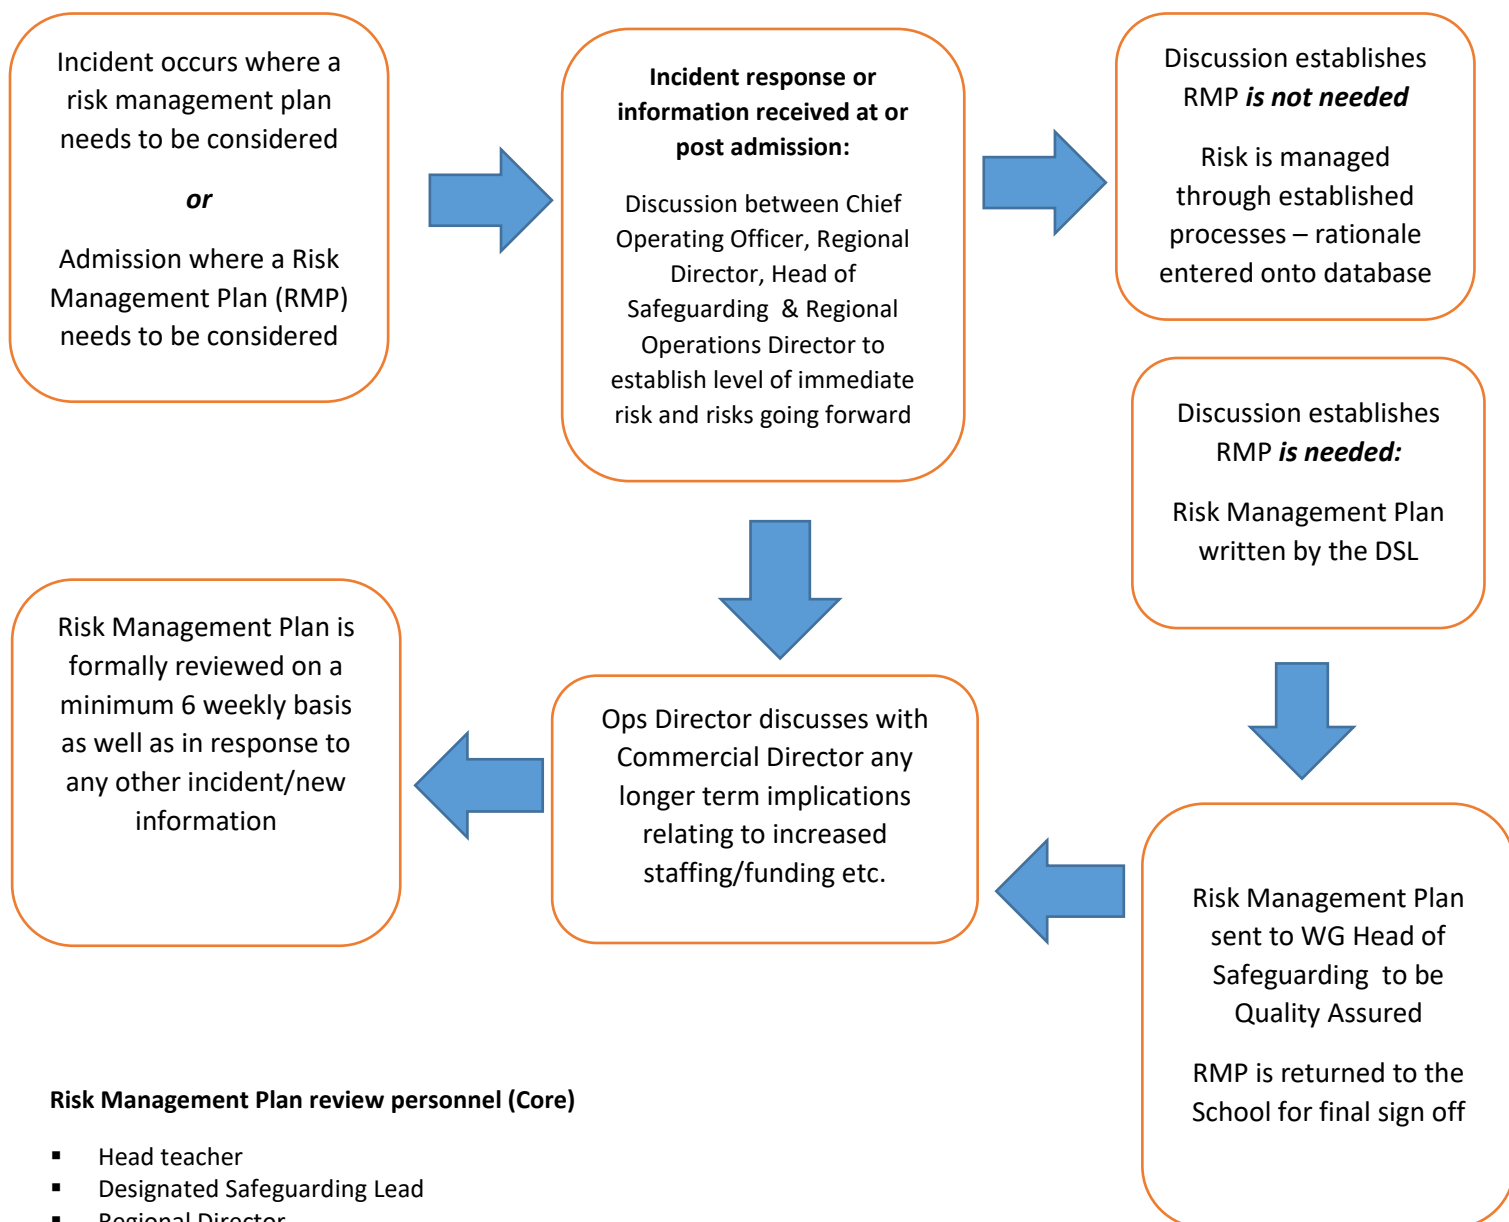 Incident occurs where a
risk management plan
needs to be considered
or
Admission where a Risk
Management Plan (RMP)
needs to be considered
Incident response or
information received at or
post admission:
Discussion between Chief
Operating Officer, Regional
Director, Head of
Safeguarding & Regional
Operations Director to
establish level of immediate
risk and risks going forward
Discussion establishes
RMP is not needed
Risk is managed
through established
processes – rationale
entered onto database
Discussion establishes
RMP is needed:
Risk Management Plan
written by the DSL
Risk Management Plan
sent to WG Head of
Safeguarding to be
Quality Assured
RMP is returned to the
School for final sign off
Ops Director discusses with
Commercial Director any
longer term implications
relating to increased
staffing/funding etc.
Risk Management Plan is
formally reviewed on a
minimum 6 weekly basis
as well as in response to
any other incident/new
information
Risk Management Plan review personnel (Core)
▪ Head teacher
▪ Designated Safeguarding Lead
▪ Regional Director